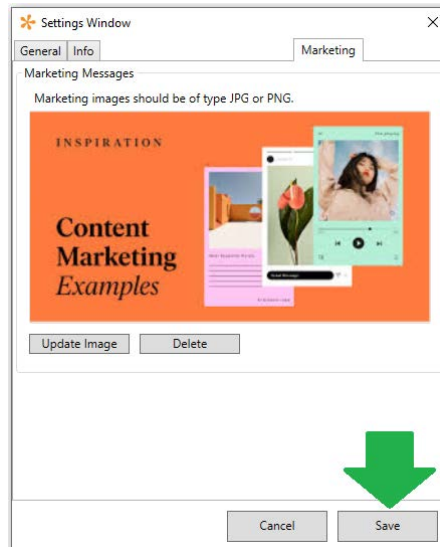 Settings Window
General
Info
Marketing
Marketing Messages
Marketing images should be of type JPG or PNG.
INSPIRATION
Content
Marketing
Examples
Update Image
Delete
Cancel
Save